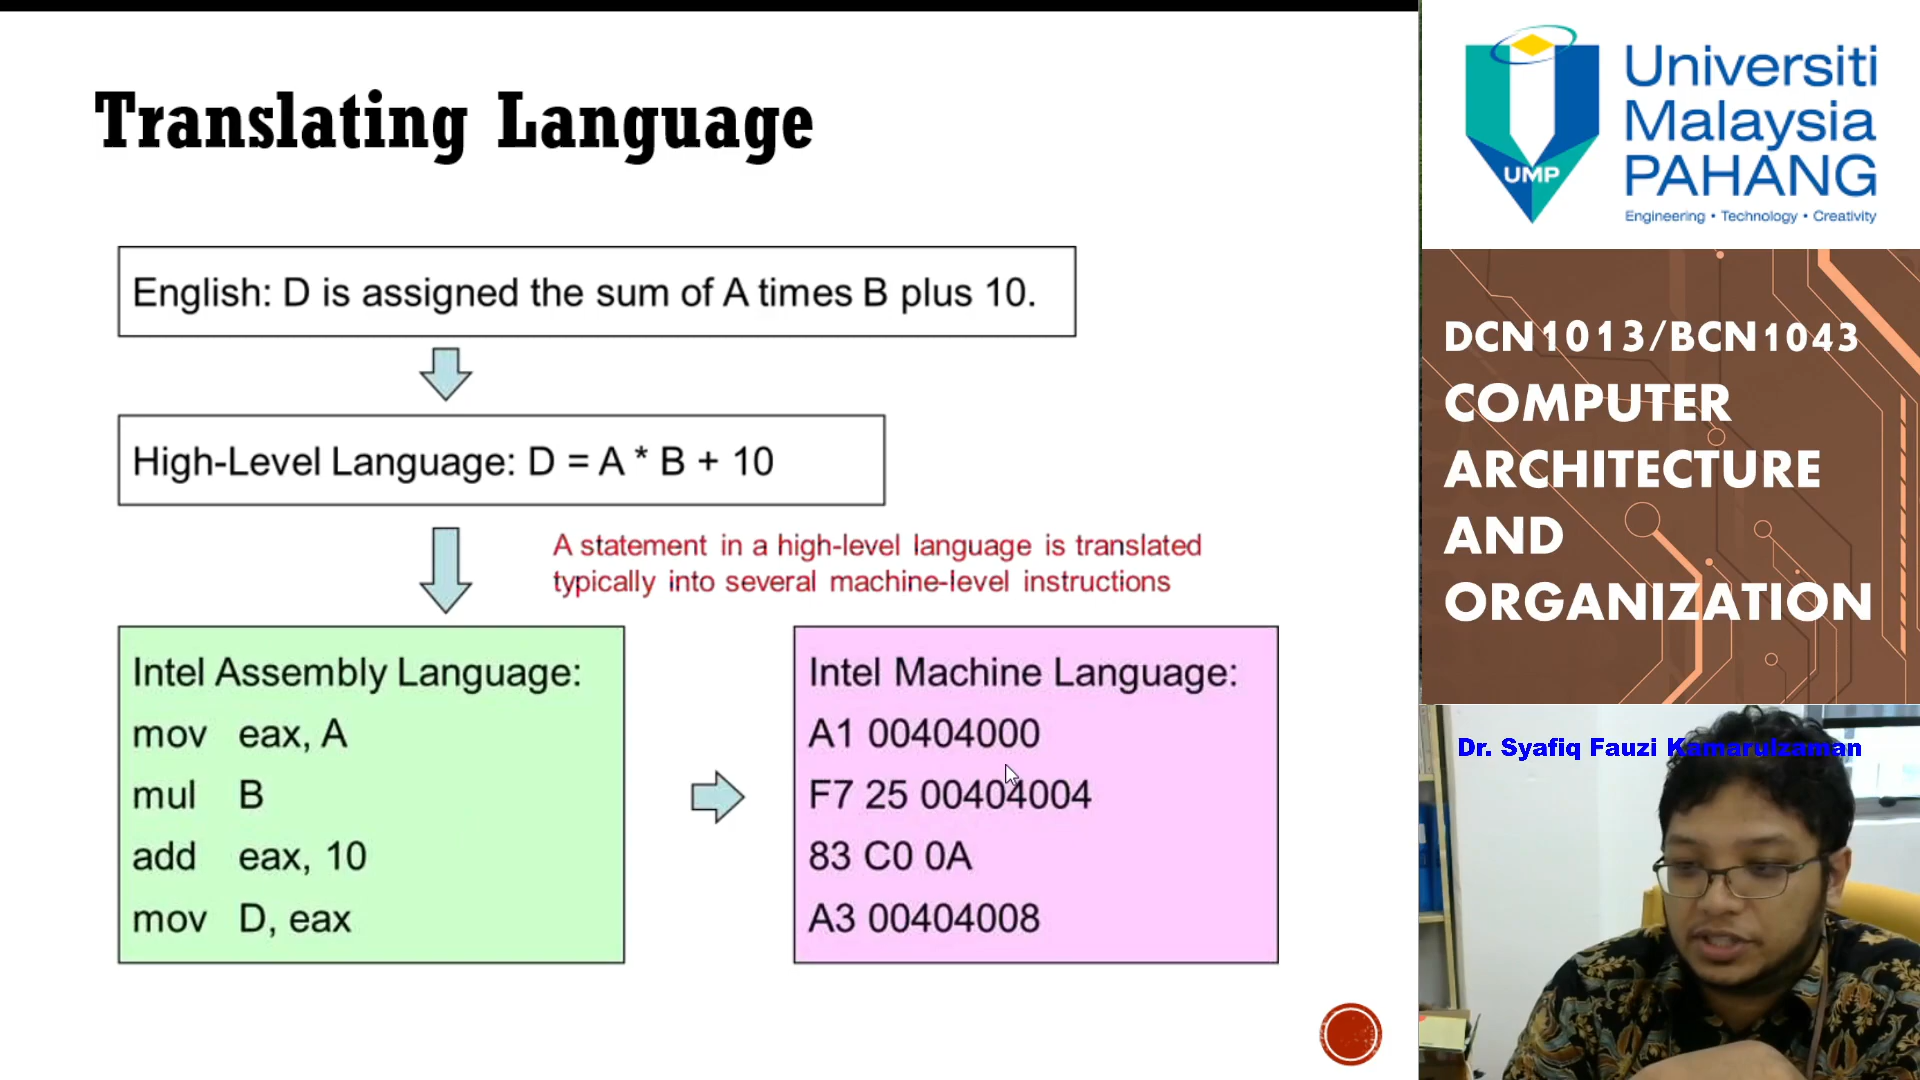 Translating Language
English: D is assigned the sum of A times B plus 10.
High-Level Language: D = A * B + 10
A statement in a high-level language is translated
typically into several machine-level instructions
Intel Assembly Language:
mov eax, A
mul B
add eax, 10
mov D, eax
Intel Machine Language:
A1 00404000
F7 25 00404004
83 C0 0A
A3 00404008
UMP
Universiti
Malaysia
PAHANG
Engineering • Technology • Creativity
DCN1013/BCN1043
COMPUTER
ARCHITECTURE
AND
ORGANIZATION
Dr. Syafiq Fauzi Kamarulzaman